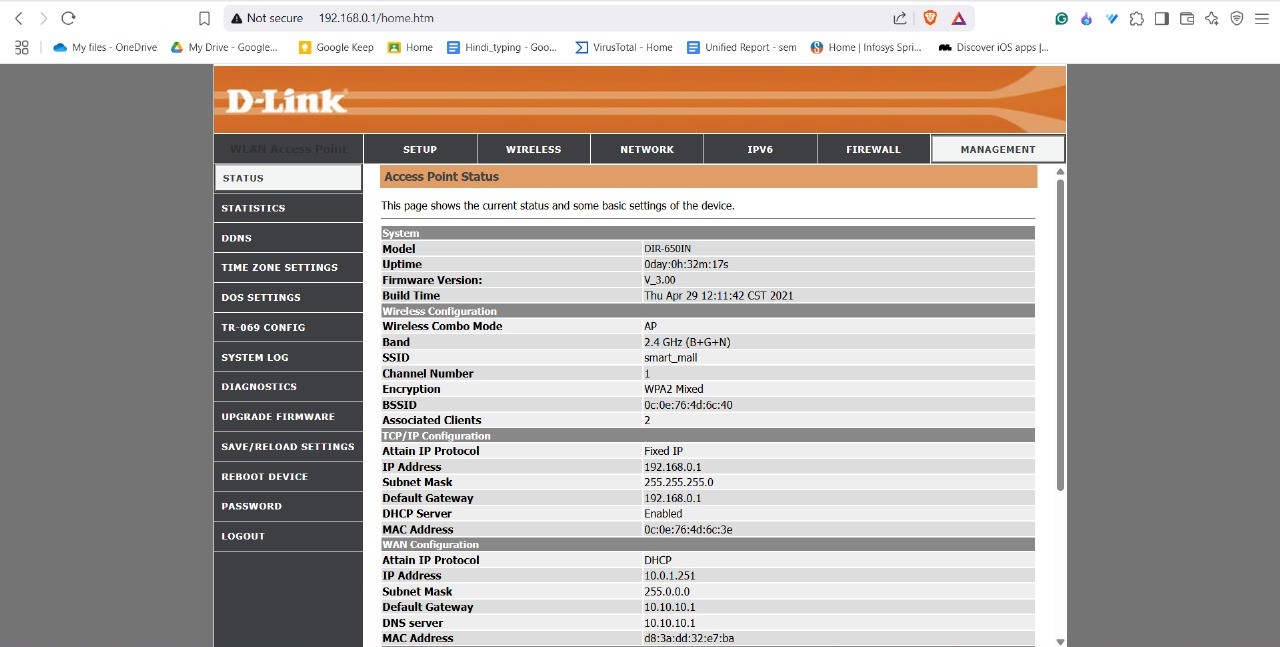 Not secure 192.168.0.1/home.htm
My files - OneDrive My Drive - Google... Google Keep Home Hindi_typing - Goo... VirusTotal - Home Unified Report - sem Home | Infosys Spri... Discover iOS apps |...
D-Link
WLAN Access Point SETUP WIRELESS NETWORK IPV6 FIREWALL MANAGEMENT
STATUS
STATISTICS
DDNS
TIME ZONE SETTINGS
DOS SETTINGS
TR-069 CONFIG
SYSTEM LOG
DIAGNOSTICS
UPGRADE FIRMWARE
SAVE/RELOAD SETTINGS
REBOOT DEVICE
PASSWORD
LOGOUT
Access Point Status
This page shows the current status and some basic settings of the device.
System
Model DIR-650IN
Uptime 0day:0h:32m:17s
Firmware Version: V_3.00
Build Time Thu Apr 29 12:11:42 CST 2021
Wireless Configuration
Wireless Combo Mode AP
Band 2.4 GHz (B+G+N)
SSID smart_mall
Channel Number 1
Encryption WPA2 Mixed
BSSID 0c:0e:76:4d:6c:40
Associated Clients 2
TCP/IP Configuration
Attain IP Protocol Fixed IP
IP Address 192.168.0.1
Subnet Mask 255.255.255.0
Default Gateway 192.168.0.1
DHCP Server Enabled
MAC Address 0c:0e:76:4d:6c:3e
WAN Configuration
Attain IP Protocol DHCP
IP Address 10.0.1.251
Subnet Mask 255.0.0.0
Default Gateway 10.10.10.1
DNS server 10.10.10.1
MAC Address d8:3a:dd:32:e7:ba